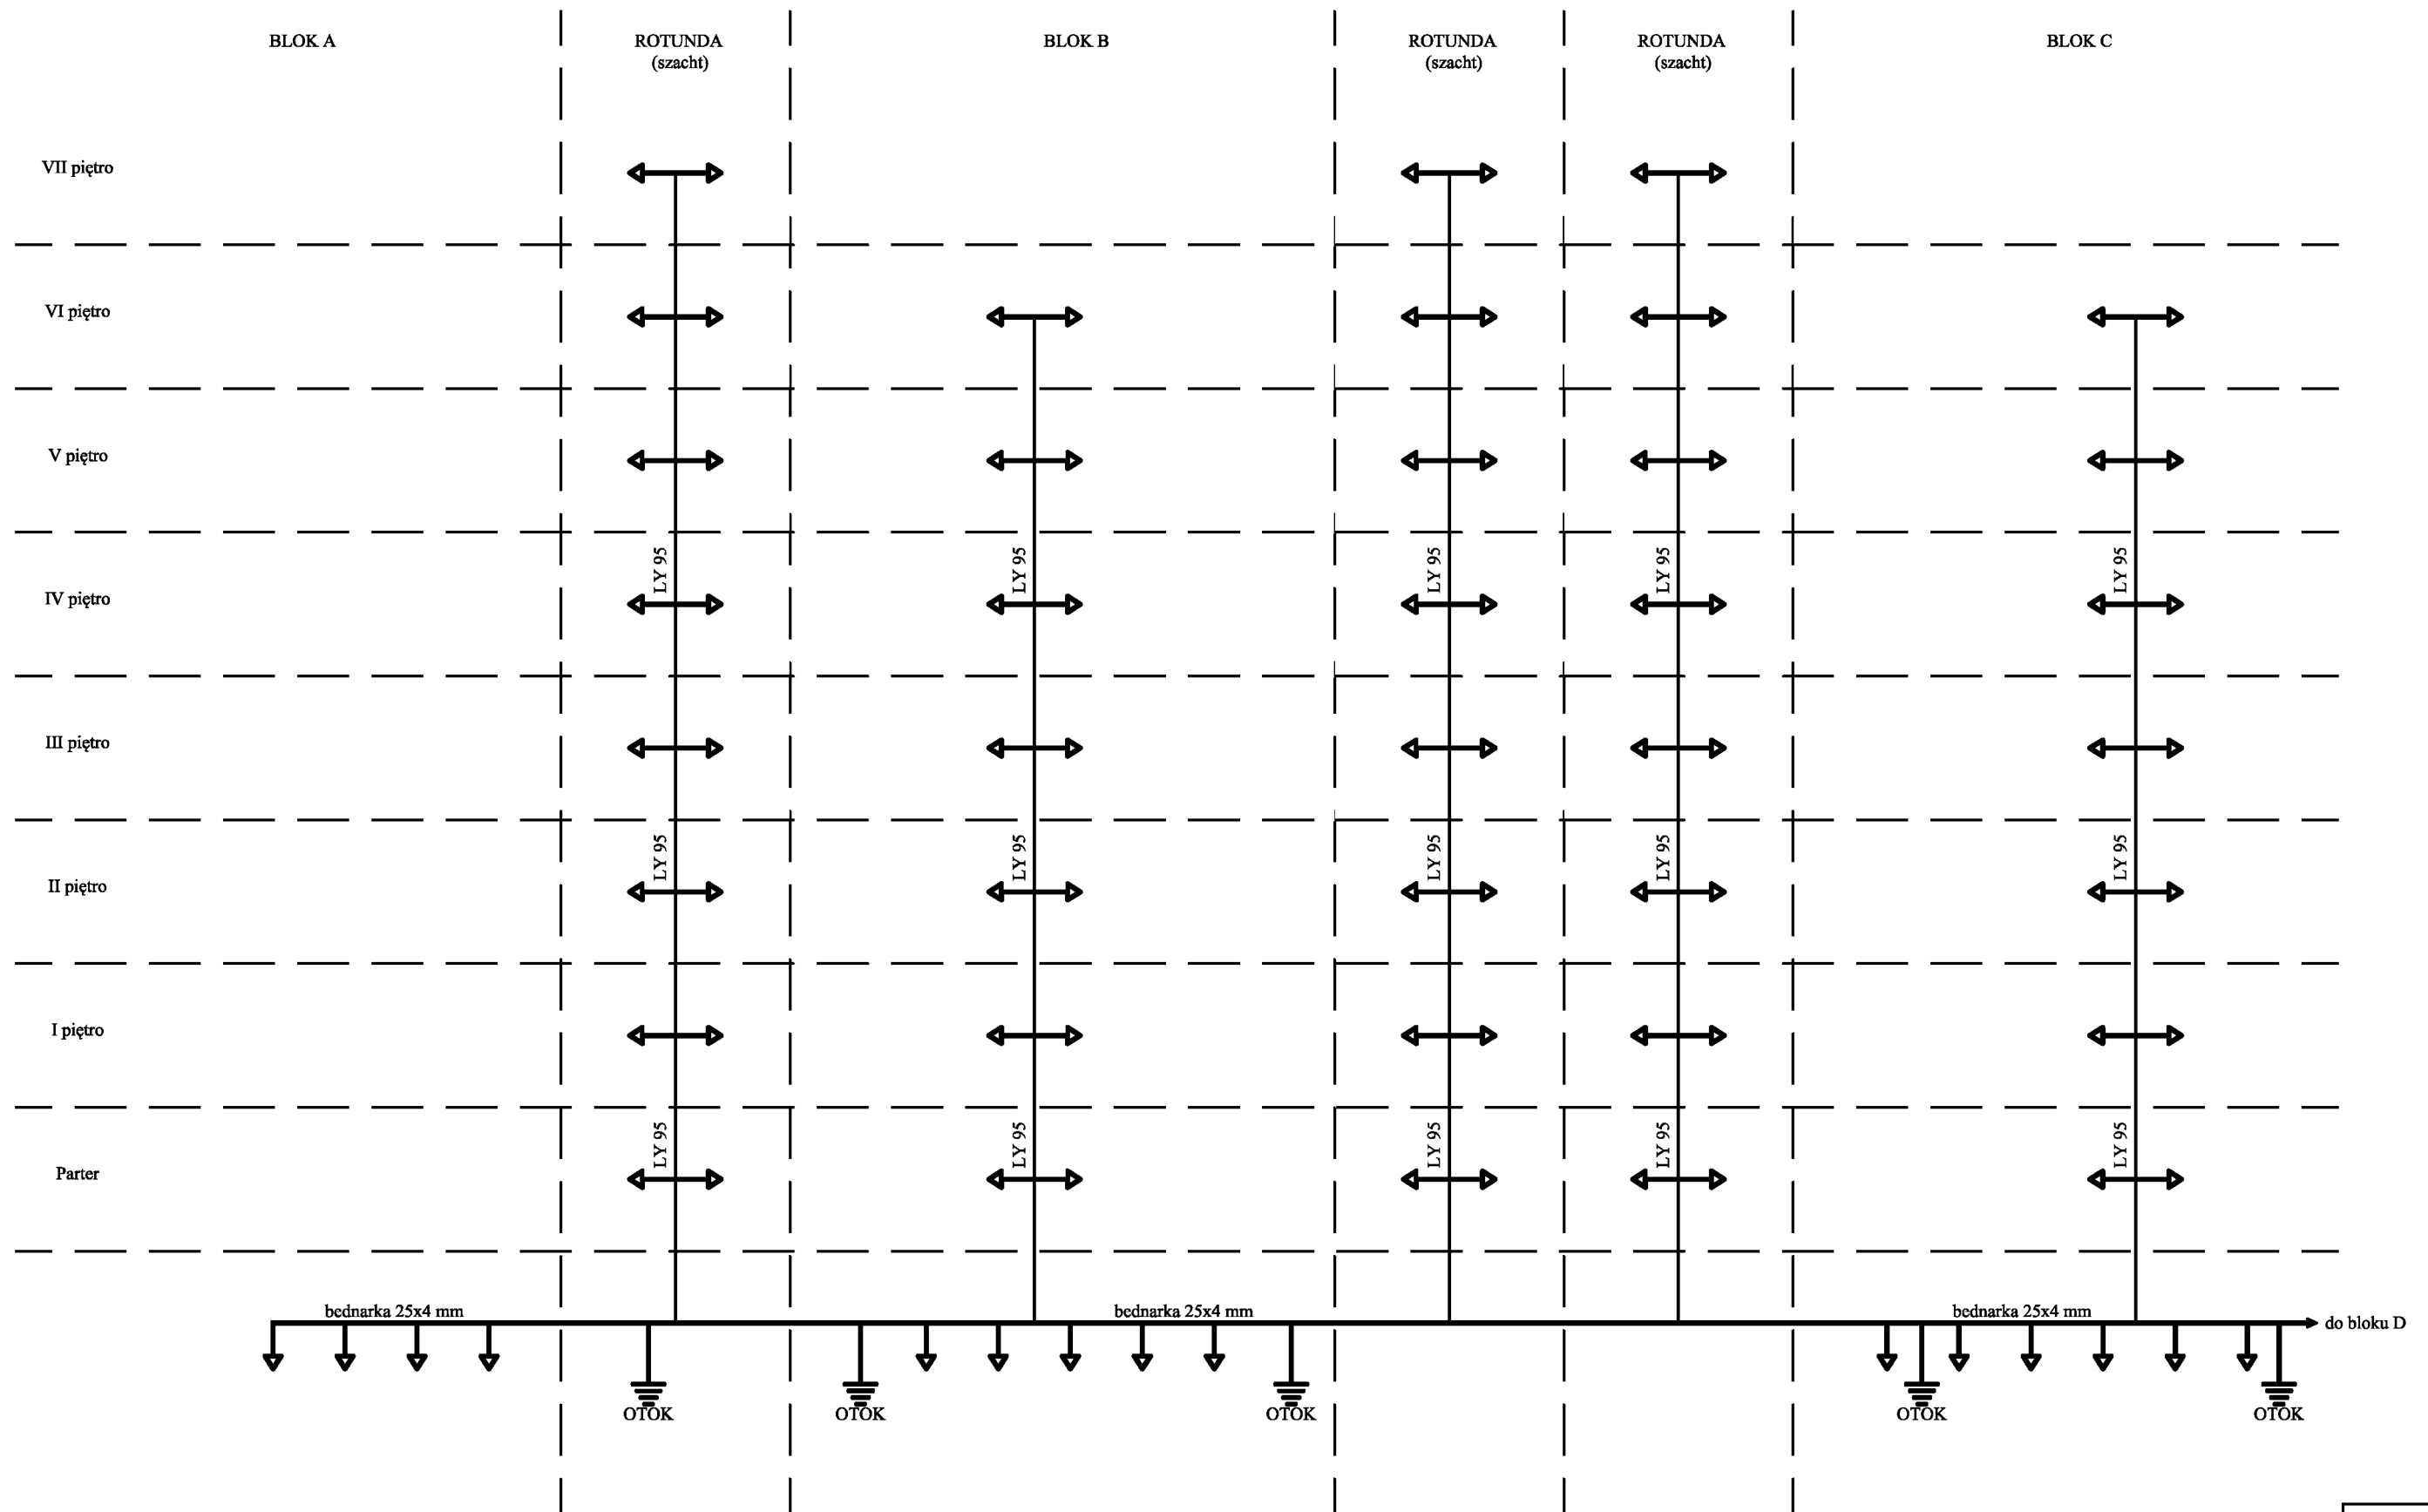 BLOK A
ROTUNDA
(szacht)
BLOK B
ROTUNDA
(szacht)
ROTUNDA
(szacht)
BLOK C
VII piętro
VI piętro
V piętro
LY 95
LY 95
LY 95
LY 95
LY 95
IV piętro
III piętro
LY 95
LY 95
LY 95
LY 95
LY 95
II piętro
I piętro
LY 95
LY 95
LY 95
LY 95
LY 95
Parter
bednarka 25x4 mm
bednarka 25x4 mm
bednarka 25x4 mm
do bloku D
OTOK
OTOK
OTOK
OTOK
OTOK